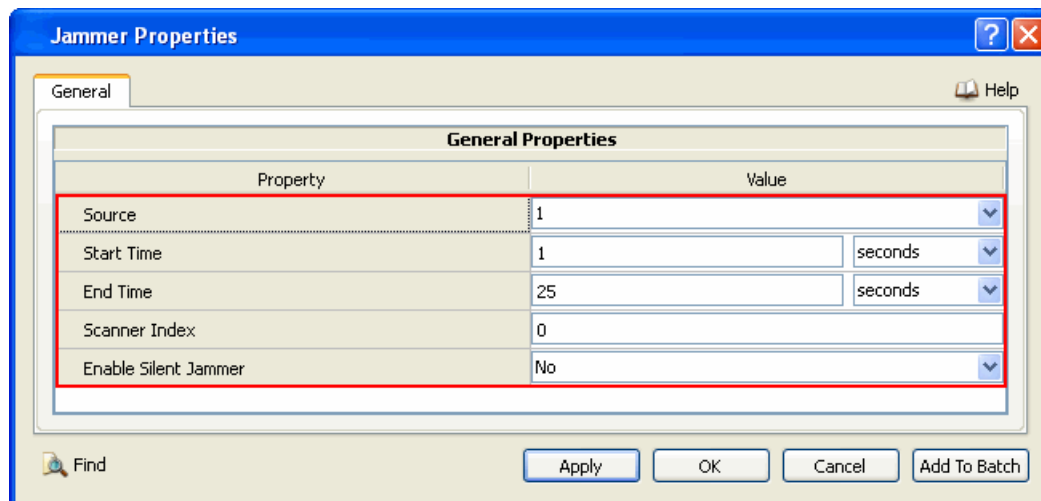 Jammer Properties
General
Help
General Properties
Property Value
Source 1
Start Time 1 seconds
End Time 25 seconds
Scanner Index 0
Enable Silent Jammer No
Find Apply OK Cancel Add To Batch